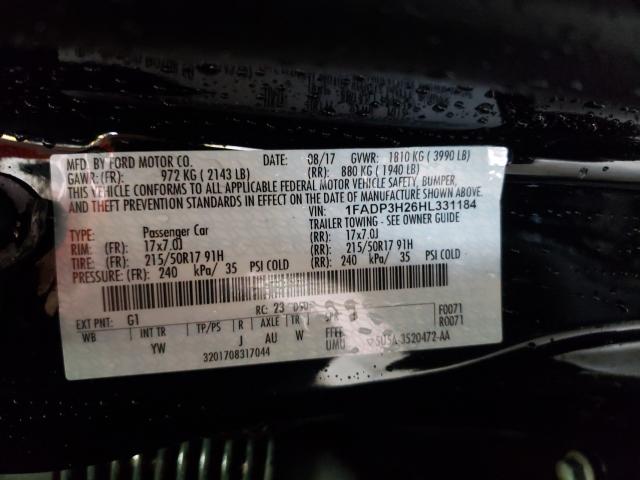 MFD. BY FORD MOTOR CO. DATE: 08/17 GVWR: 1810 KG ( 3990 LB)
GAWR: (FR): 972 KG ( 2143 LB) (RR): 880 KG ( 1940 LB)
THIS VEHICLE CONFORMS TO ALL APPLICABLE FEDERAL MOTOR VEHICLE SAFETY, BUMPER,
AND THEFT PREVENTION STANDARDS IN EFFECT ON THE DATE OF MANUFACTURE SHOWN ABOVE.
VIN: 1FADP3H26HL331184
TYPE: Passenger Car TRAILER TOWING - SEE OWNER GUIDE
RIM: (FR): 17x7.0J (RR): 17x7.0J
TIRE: (FR): 215/50R17 91H (RR): 215/50R17 91H
PRESSURE: (FR): 240 kPa/ 35 PSI COLD (RR): 240 kPa/ 35 PSI COLD
EXT PNT: G1 RC: 23 F0071
WB INT TR TP/PS R AXLE TR R0071
YW J AU W FFEF
3201708317044 UMU 3520472-AA